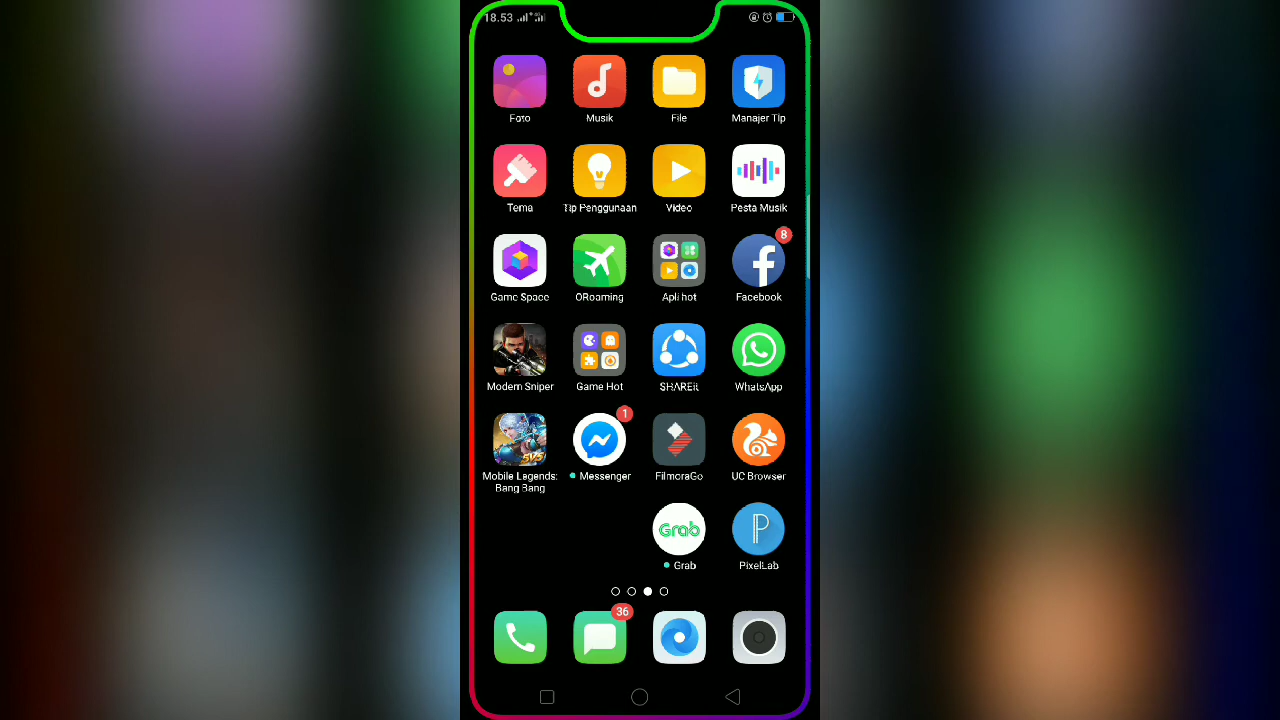 18.53
Foto
Musik
File
Manajer Tlp
Tema
Tip Penggunaan
Video
Pesta Musik
8
Game Space
ORoaming
Apli hot
Facebook
Modern Sniper
Game Hot
SHAREit
WhatsApp
5V5
1
Mobile Legends:
Bang Bang
Messenger
FilmoraGo
UC Browser
Grab
Grab
PixelLab
36